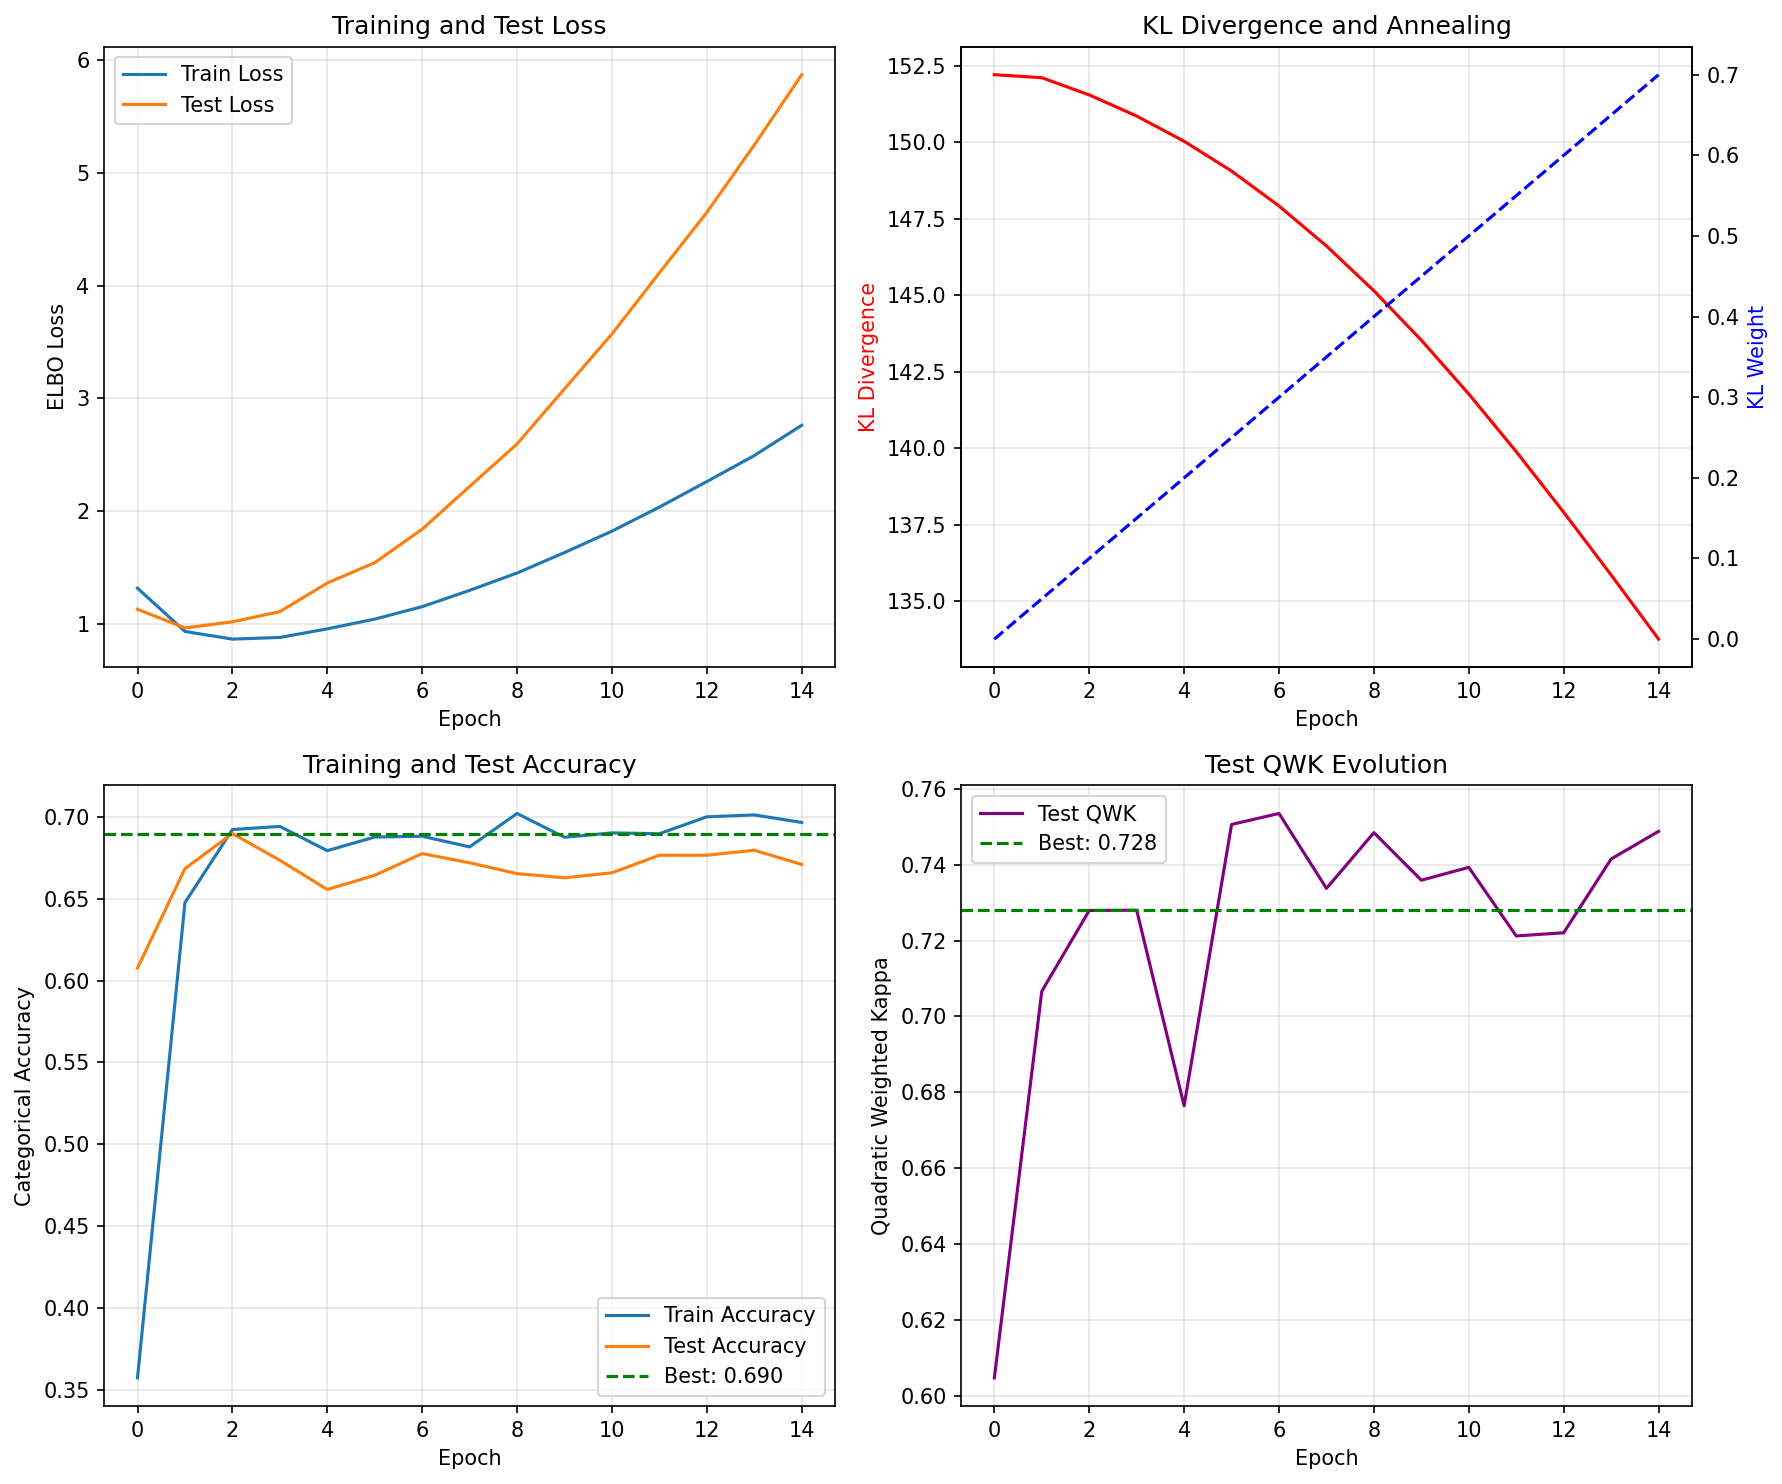 Training and Test Loss
Train Loss
Test Loss
6
5
4
3
2
1
ELBO Loss
0 2 4 6 8 10 12 14
Epoch
KL Divergence and Annealing
152.5
150.0
147.5
145.0
142.5
140.0
137.5
135.0
KL Divergence
0.7
0.6
0.5
0.4
0.3
0.2
0.1
0.0
KL Weight
0 2 4 6 8 10 12 14
Epoch
Training and Test Accuracy
0.70
0.65
0.60
0.55
0.50
0.45
0.40
0.35
Categorical Accuracy
Train Accuracy
Test Accuracy
Best: 0.690
0 2 4 6 8 10 12 14
Epoch
Test QWK Evolution
Test QWK
Best: 0.728
0.76
0.74
0.72
0.70
0.68
0.66
0.64
0.62
0.60
Quadratic Weighted Kappa
0 2 4 6 8 10 12 14
Epoch